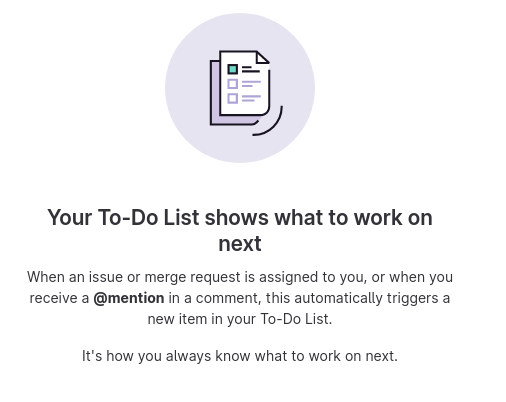 Your To-Do List shows what to work on
next
When an issue or merge request is assigned to you, or when you
receive a @mention in a comment, this automatically triggers a
new item in your To-Do List.
It's how you always know what to work on next.